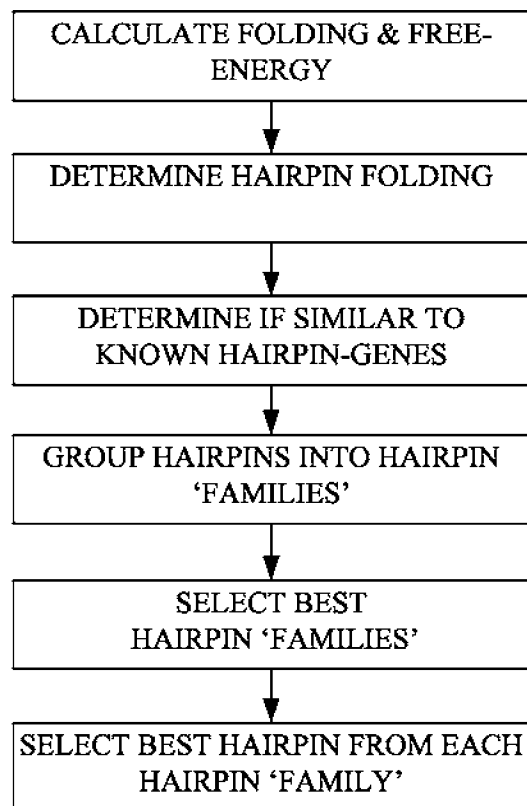 CALCULATE FOLDING & FREE-
ENERGY
DETERMINE HAIRPIN FOLDING
DETERMINE IF SIMILAR TO
KNOWN HAIRPIN-GENES
GROUP HAIRPINS INTO HAIRPIN
‘FAMILIES’
SELECT BEST
HAIRPIN ‘FAMILIES’
SELECT BEST HAIRPIN FROM EACH
HAIRPIN ‘FAMILY’